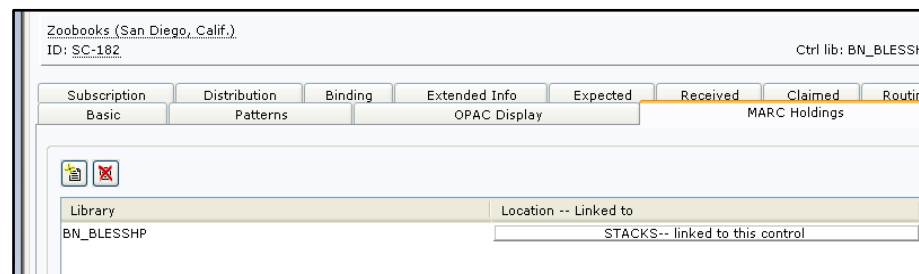 Zoobooks (San Diego, Calif.)
ID: SC-182 Ctrl lib: BN_BLESSH
Subscription Distribution Binding Extended Info Expected Received Claimed Routin
Basic Patterns OPAC Display MARC Holdings
Library Location -- Linked to
BN_BLESSHP STACKS-- linked to this control